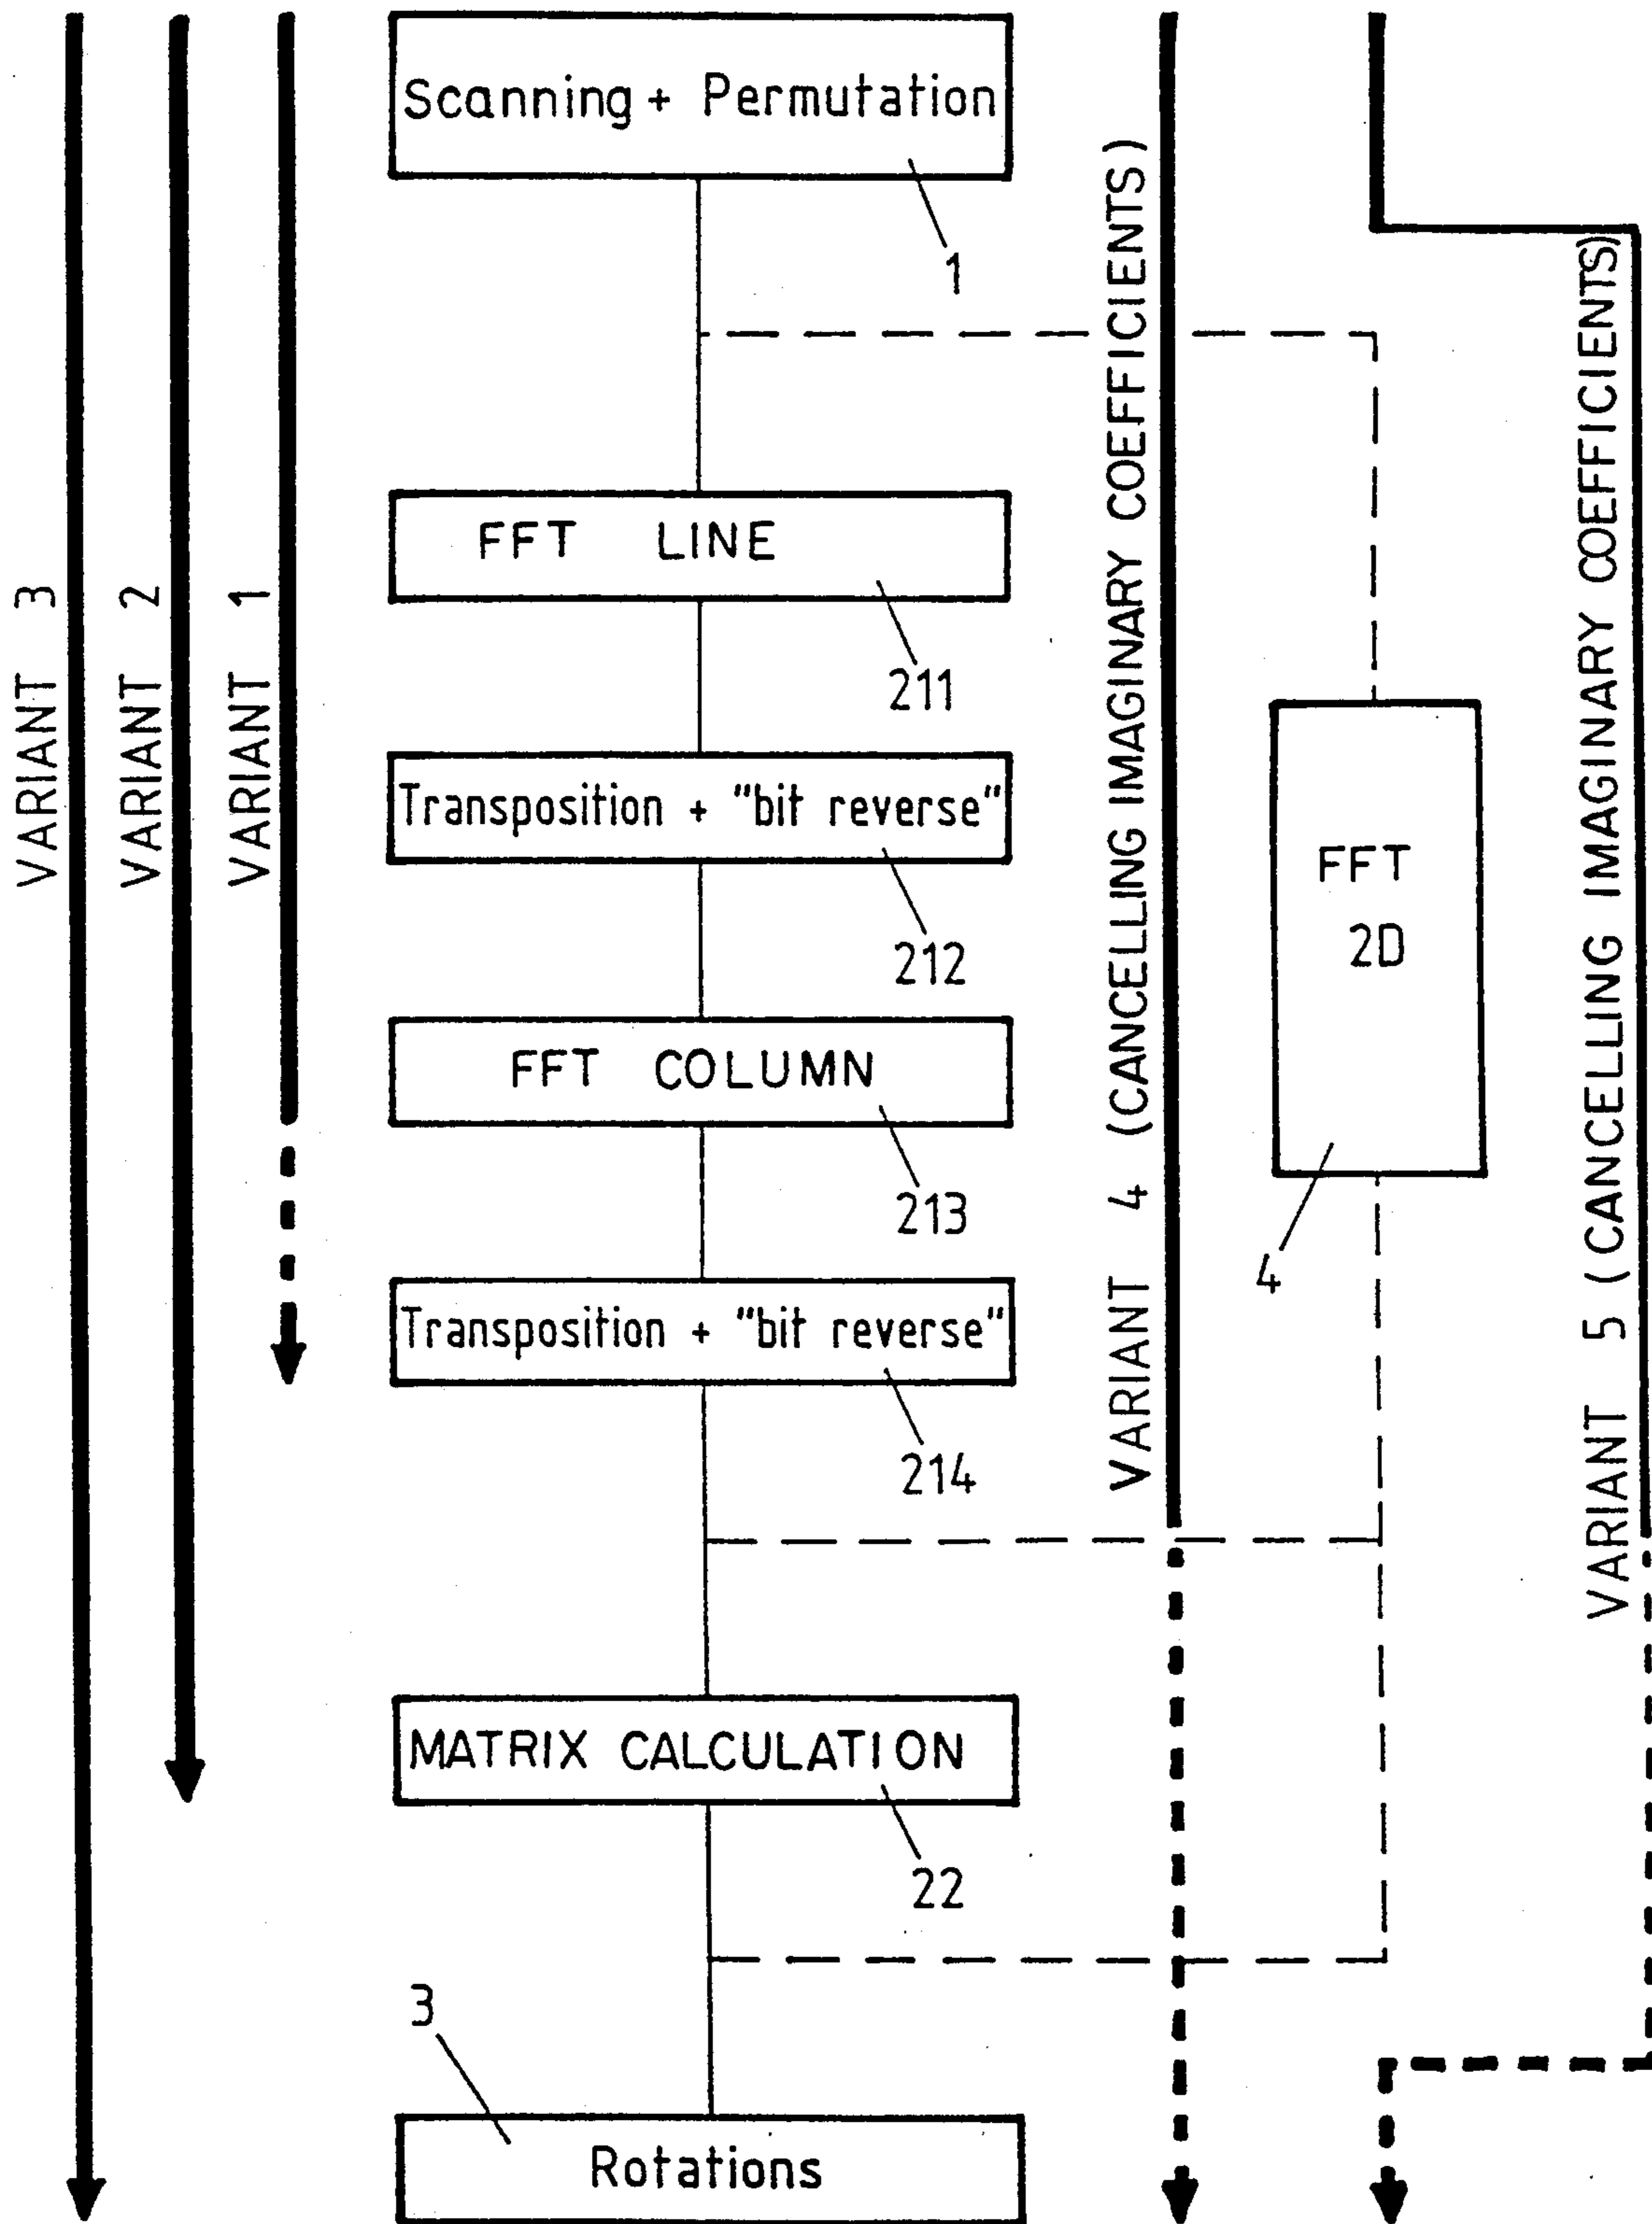 Scanning + Permutation
1
FFT LINE
211
Transposition + "bit reverse"
212
FFT COLUMN
213
Transposition + "bit reverse"
214
MATRIX CALCULATION
22
3
Rotations
VARIANT 3
VARIANT 2
VARIANT 1
VARIANT 4 (CANCELLING IMAGINARY COEFFICIENTS)
FFT
2D
4
VARIANT 5 (CANCELLING IMAGINARY COEFFICIENTS)